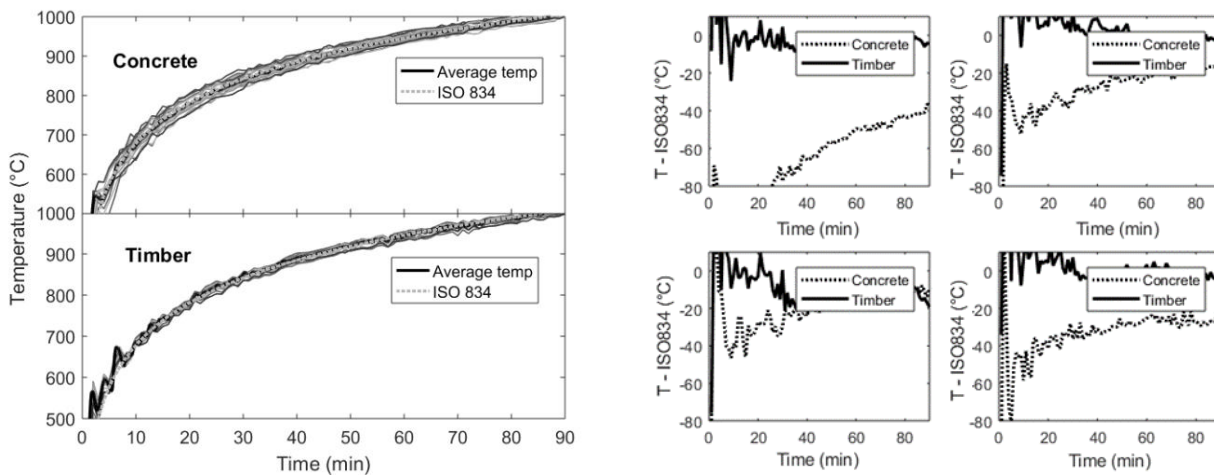 Temperature (°C)
1000
900
800
700
600
Concrete
Average temp
ISO 834
1000
900
800
700
600
500
Timber
Average temp
ISO 834
0 10 20 30 40 50 60 70 80 90
Time (min)
T - ISO834 (°C)
0
-20
-40
-60
-80
Concrete
Timber
0 20 40 60 80
Time (min)
T - ISO834 (°C)
0
-20
-40
-60
-80
Concrete
Timber
0 20 40 60 80
Time (min)
T - ISO834 (°C)
0
-20
-40
-60
-80
Concrete
Timber
0 20 40 60 80
Time (min)
T - ISO834 (°C)
0
-20
-40
-60
-80
Concrete
Timber
0 20 40 60 80
Time (min)